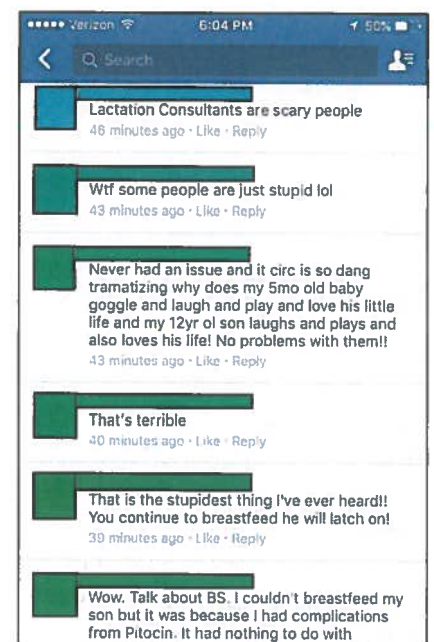 Verizon 6:04 PM 50%
Search
Lactation Consultants are scary people
46 minutes ago · Like · Reply
Wtf some people are just stupid lol
43 minutes ago · Like · Reply
Never had an issue and it circ is so dang
tramatizing why does my 5mo old baby
goggle and laugh and play and love his little
life and my 12yr ol son laughs and plays and
also loves his life! No problems with them!!
43 minutes ago · Like · Reply
That's terrible
40 minutes ago · Like · Reply
That is the stupidest thing I've ever heard!!
You continue to breastfeed he will latch on!
39 minutes ago · Like · Reply
Wow. Talk about BS. I couldn't breastfeed my
son but it was because I had complications
from Pitocin. It had nothing to do with